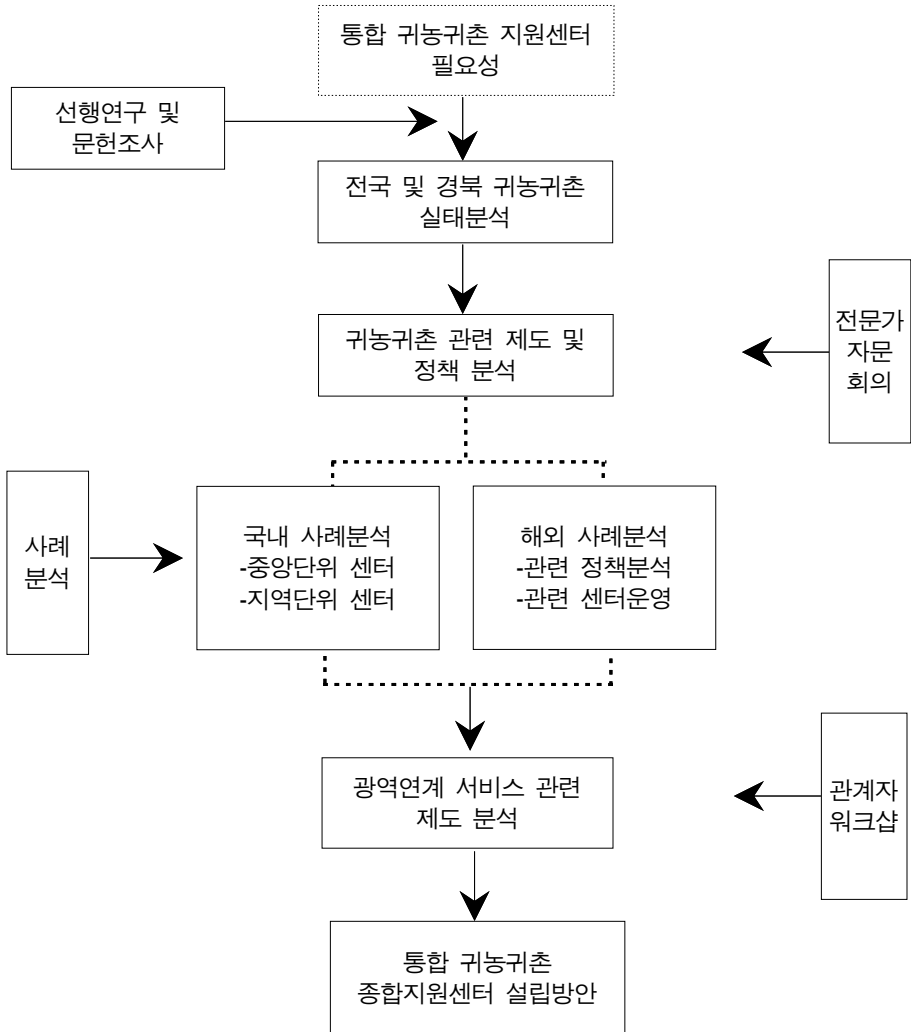 통합 귀농귀촌 지원센터
필요성
선행연구 및
문헌조사
전국 및 경북 귀농귀촌
실태분석
귀농귀촌 관련 제도 및
정책 분석
전문가
자문
회의
사례
분석
국내 사례분석
-중앙단위 센터
-지역단위 센터
해외 사례분석
-관련 정책분석
-관련 센터운영
광역연계 서비스 관련
제도 분석
관계자
워크샵
통합 귀농귀촌
종합지원센터 설립방안